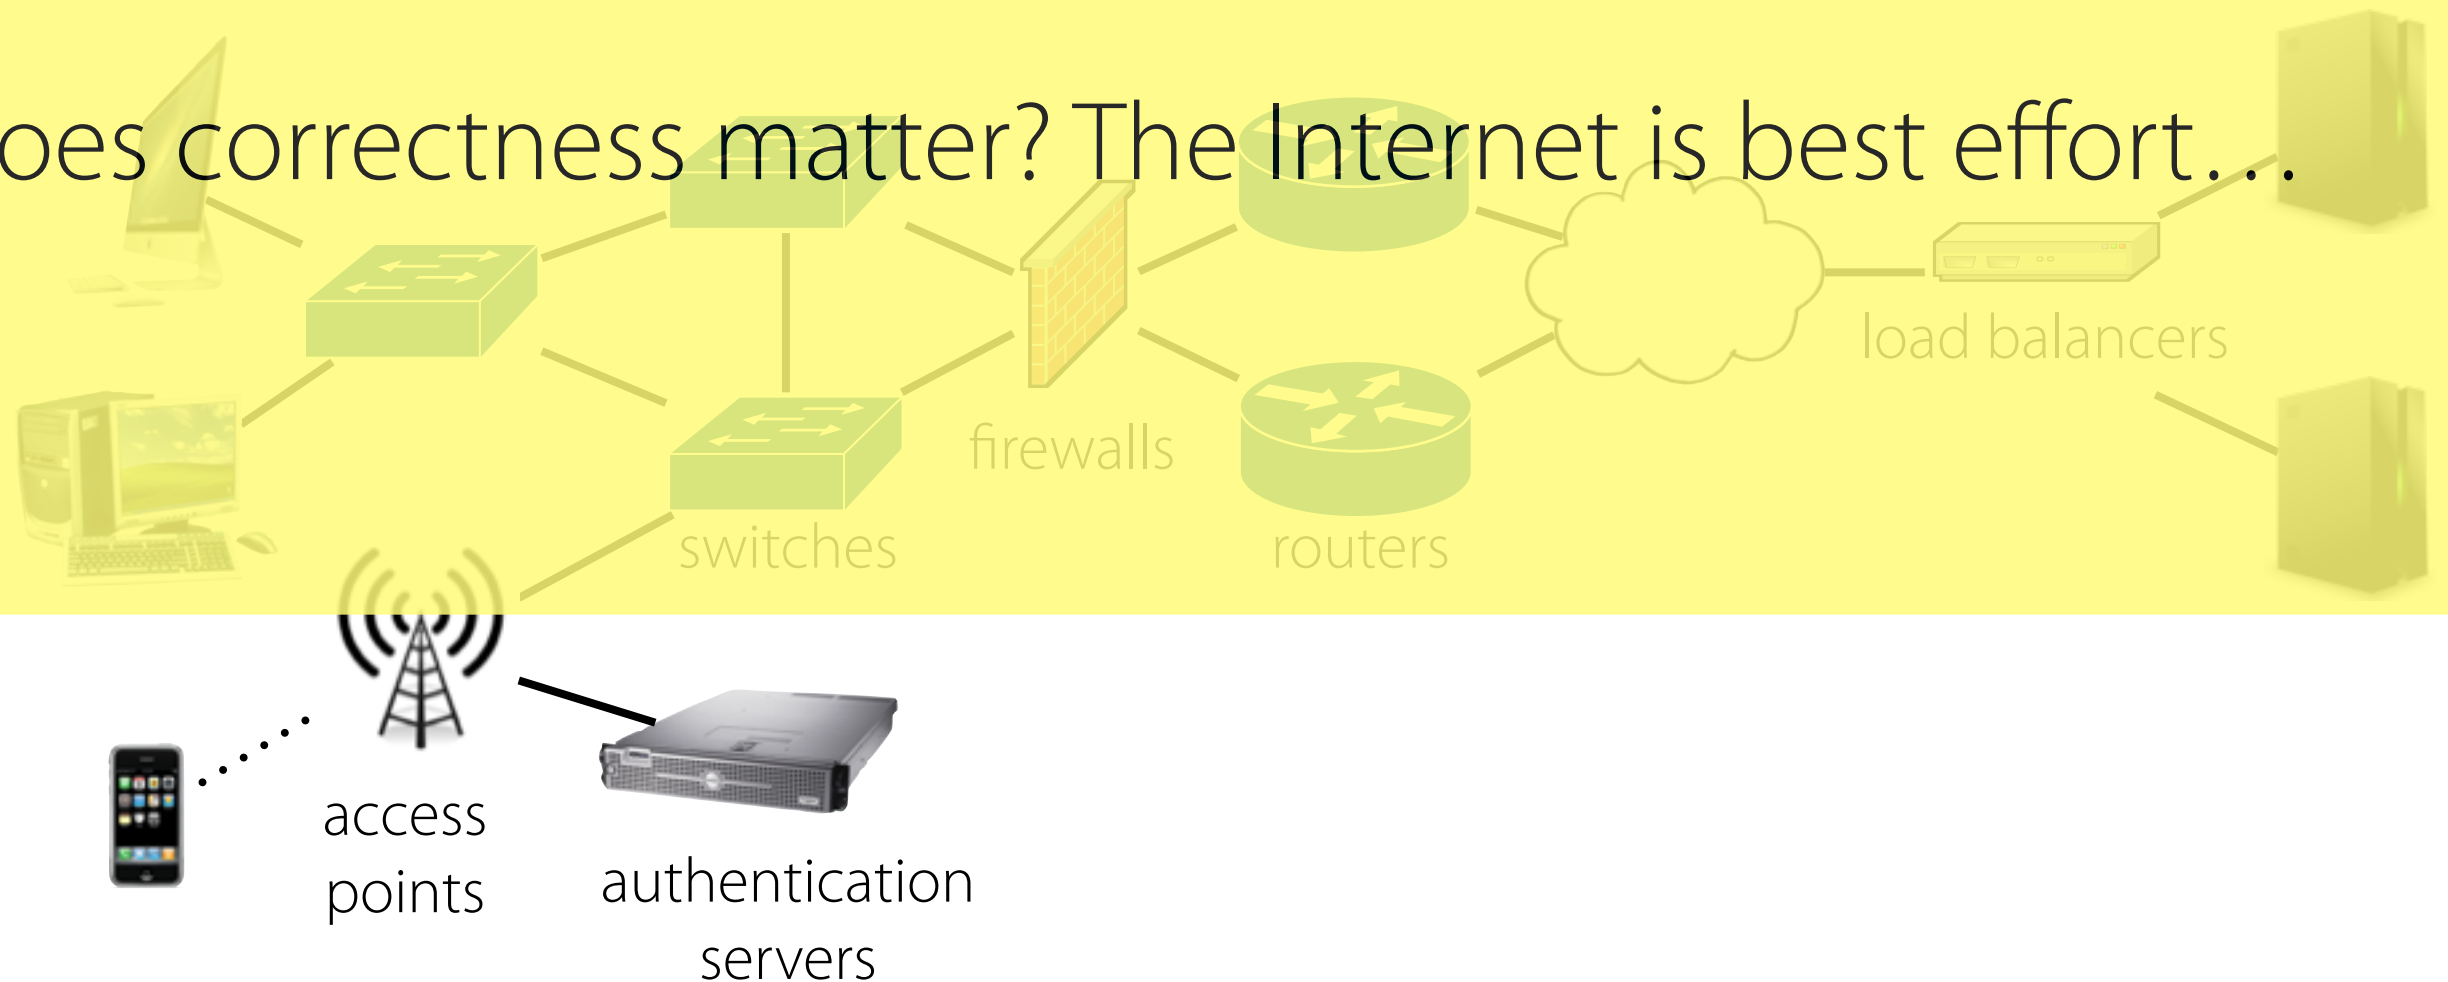 oes correctness matter? The Internet is best effort…
load balancers
firewalls
switches
routers
access
points
authentication
servers